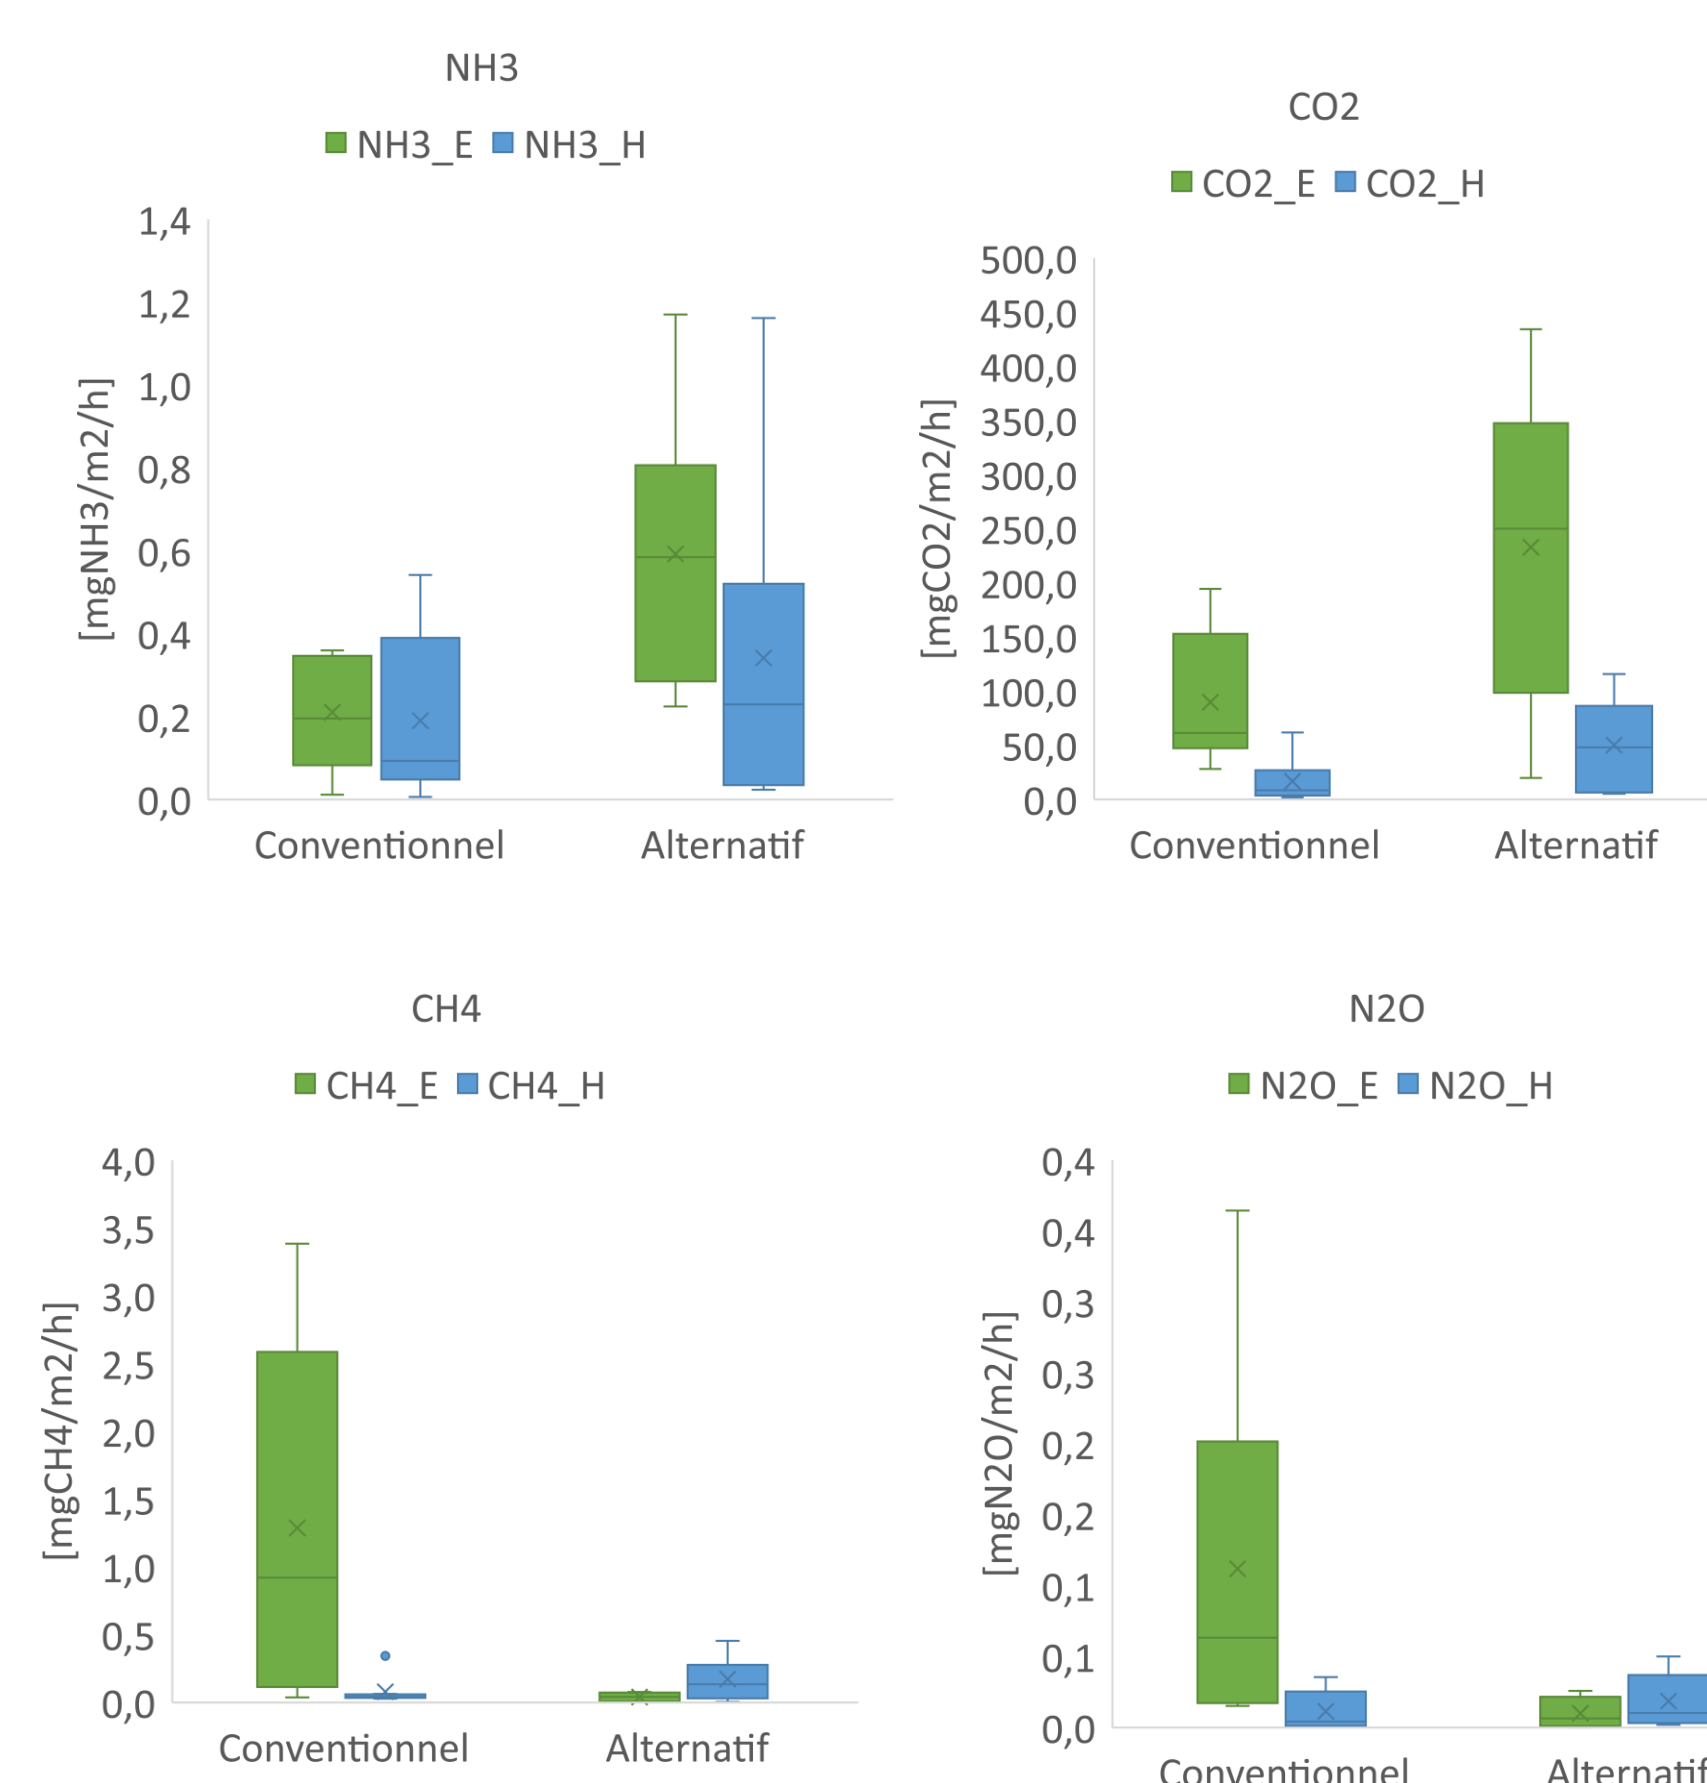 NH3
NH3_E NH3_H
[mgNH3/m2/h]
1,4
1,2
1,0
0,8
0,6
0,4
0,2
0,0
Conventionnel Alternatif
CO2
CO2_E CO2_H
[mgCO2/m2/h]
500,0
450,0
400,0
350,0
300,0
250,0
200,0
150,0
100,0
50,0
0,0
Conventionnel Alternatif
CH4
CH4_E CH4_H
[mgCH4/m2/h]
4,0
3,5
3,0
2,5
2,0
1,5
1,0
0,5
0,0
Conventionnel Alternatif
N2O
N2O_E N2O_H
[mgN2O/m2/h]
0,4
0,4
0,3
0,3
0,2
0,2
0,1
0,1
0,0
Conventionnel Alternatif